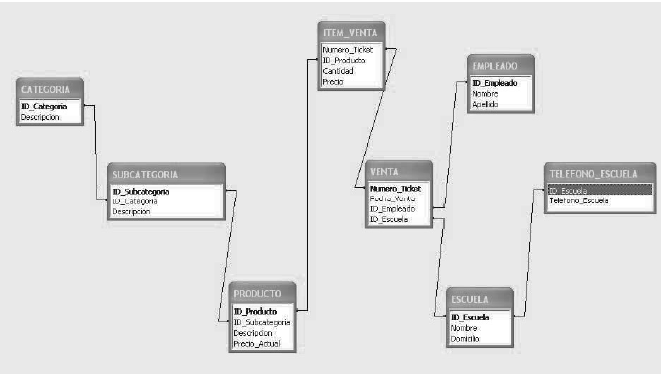 ITEM_VENTA
Numero_Ticket
ID_Producto
Cantidad
Precio
EMPLEADO
ID_Empleado
Nombre
Apellido
CATEGORIA
ID_Categoria
Descripcion
SUBCATEGORIA
ID_Subcategoria
ID_Categoria
Descripcion
VENTA
Numero_Ticket
Fecha_Venta
ID_Empleado
ID_Escuela
TELEFONO_ESCUELA
ID_Escuela
Telefono_Escuela
PRODUCTO
ID_Producto
ID_Subcategoria
Descripcion
Precio_Actual
ESCUELA
ID_Escuela
Nombre
Domicilio